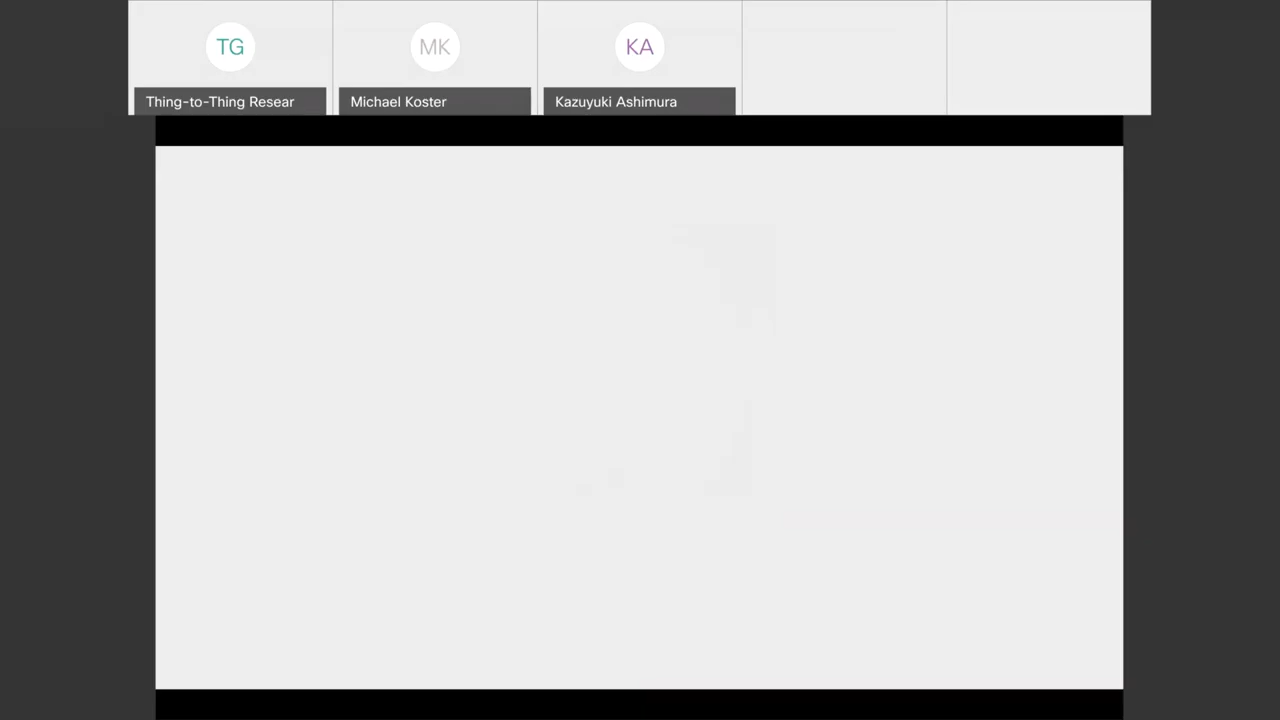 TG
MK
KA
Thing-to-Thing Resear
Michael Koster
Kazuyuki Ashimura